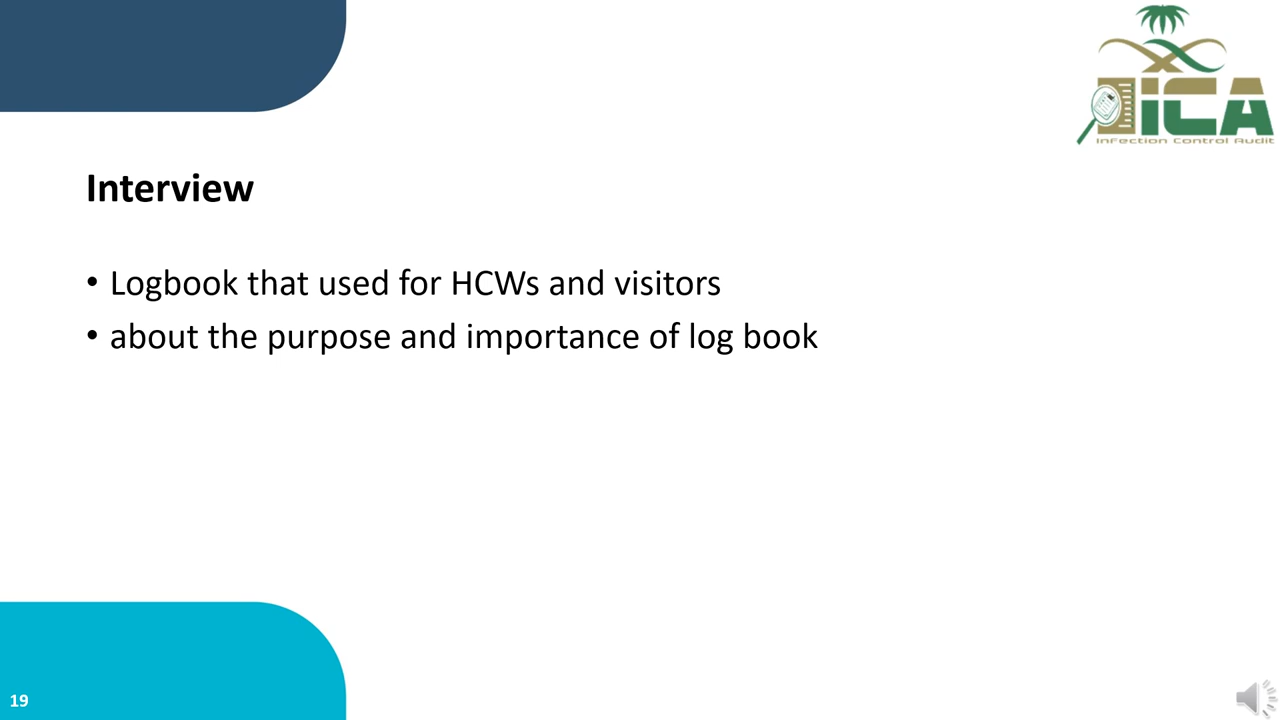 iCA
Infection Control Audit
Interview
• Logbook that used for HCWs and visitors
• about the purpose and importance of log book
19